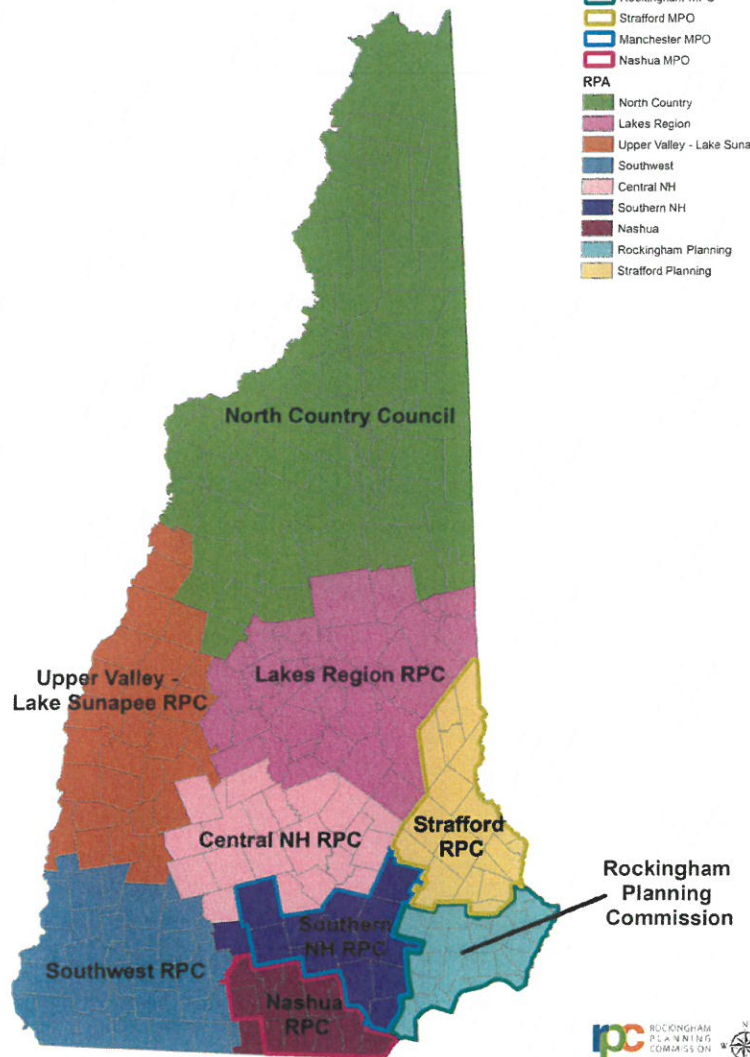 Strafford MPO
Manchester MPO
Nashua MPO
RPA
North Country
Lakes Region
Upper Valley - Lake Suna
Southwest
Central NH
Southern NH
Nashua
Rockingham Planning
Strafford Planning
North Country Council
Upper Valley -
Lake Sunapee RPC
Lakes Region RPC
Central NH RPC
Strafford
RPC
Rockingham
Planning
Commission
Southern
NH RPC
Southwest RPC
Nashua
RPC
rpc
ROCKINGHAM
PLANNING
COMMISSION
N
W